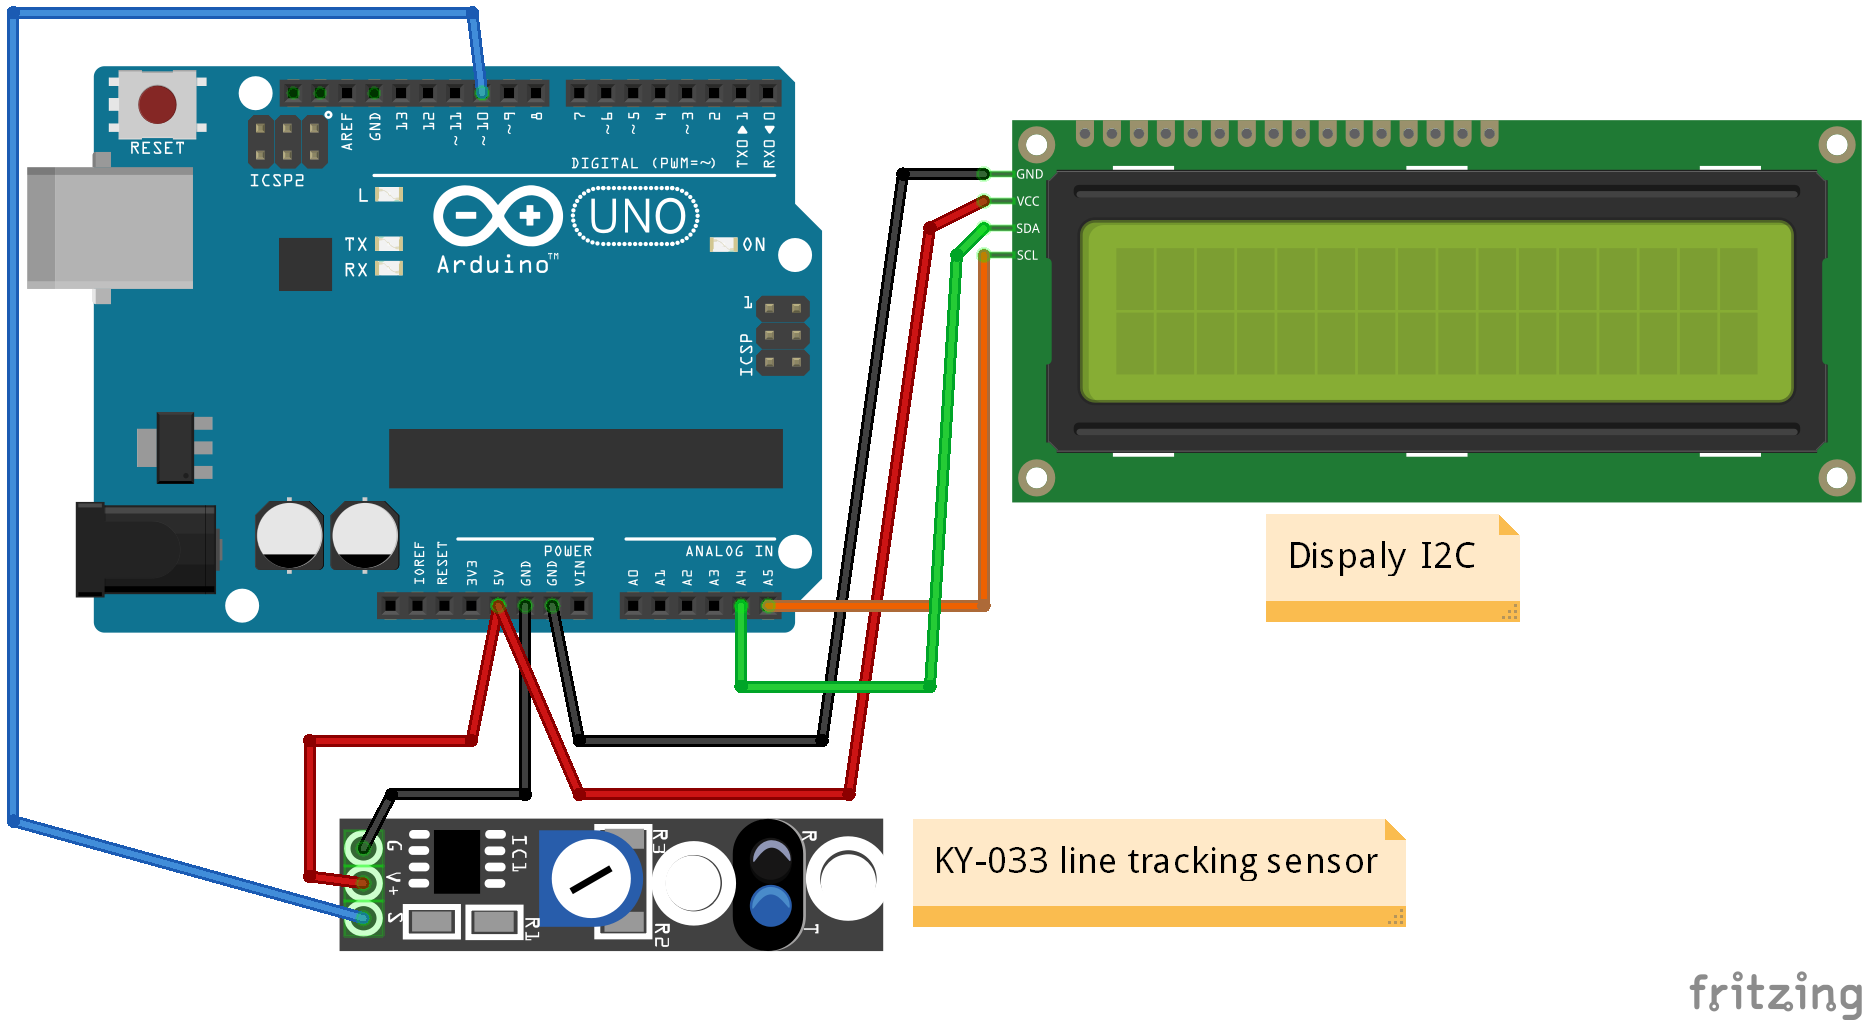 RESET
ICSP2
AREF
GND
13
12
~11
~10
~9
8
7
~6
~5
4
~3
2
TX0▲1
RX0▼0
DIGITAL (PWM=~)
L
TX
RX
UNO
Arduino™
ON
1
ICSP
IOREF
RESET
3V3
5V
GND
GND
VIN
POWER
ANALOG IN
A0
A1
A2
A3
A4
A5
GND
VCC
SDA
SCL
Dispaly I2C
G
V+
S
IC1
R1
R3
R2
R
T
KY-033 line tracking sensor
fritzing